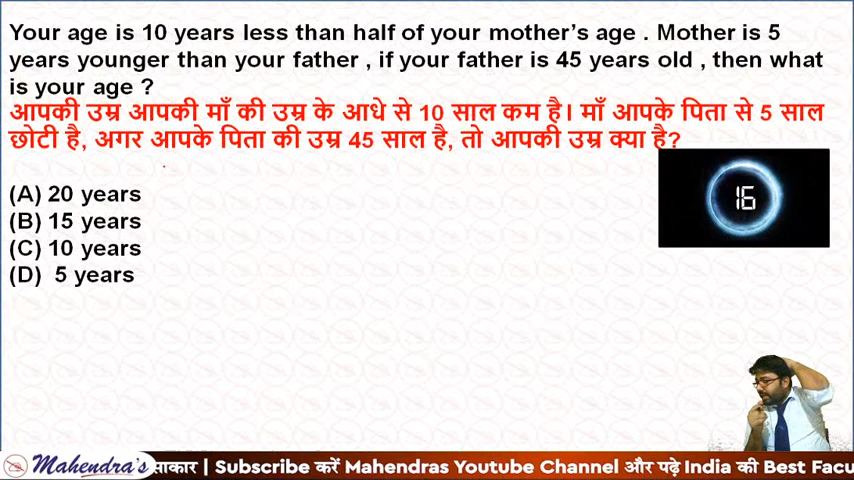 Your age is 10 years less than half of your mother's age . Mother is 5
years younger than your father , if your father is 45 years old , then what
is your age ?
आपकी उम्र आपकी माँ की उम्र के आधे से 10 साल कम है। माँ आपके पिता से 5 साल
छोटी है, अगर आपके पिता की उम्र 45 साल है, तो आपकी उम्र क्या है?
16
(A) 20 years
(B) 15 years
(C) 10 years
(D) 5 years
Mahendra's साकार | Subscribe करें Mahendras Youtube Channel और पढ़े India की Best Facu